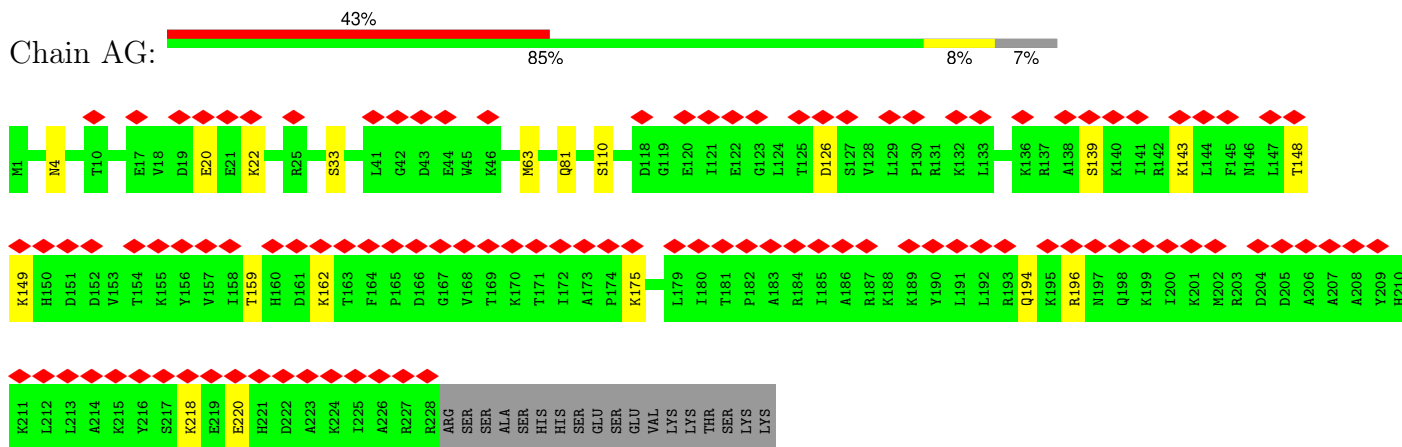 43%
Chain AG:
85% 8% 7%
M1 N4 T10 E17 V18 D19 E20 E21 K22 R25 S33 L41 G42 D43 E44 W45 K46 M63 Q81 S110 D118 G119 E120 I121 E122 G123 L124 T125 D126 S127 V128 L129 P130 R131 K132 L133 K136 R137 A138 S139 K140 I141 R142 K143 L144 F145 N146 L147 T148
K149 H150 D151 D152 V153 T154 K155 Y156 V157 I158 T159 H160 D161 K162 T163 F164 P165 D166 G167 V168 T169 K170 T171 I172 A173 P174 K175 L179 I180 T181 P182 A183 R184 I185 A186 R187 K188 K189 Y190 L191 L192 R193 Q194 K195 R196 N197 Q198 K199 I200 K201 M202 R203 D204 D205 A206 A207 A208 Y209 H210
K211 L212 L213 A214 K215 Y216 S217 K218 E219 E220 H221 D222 A223 K224 I225 A226 R227 R228 ARG SER SER ALA SER HIS HIS SER GLU SER GLU VAL LYS LYS THR SER LYS LYS